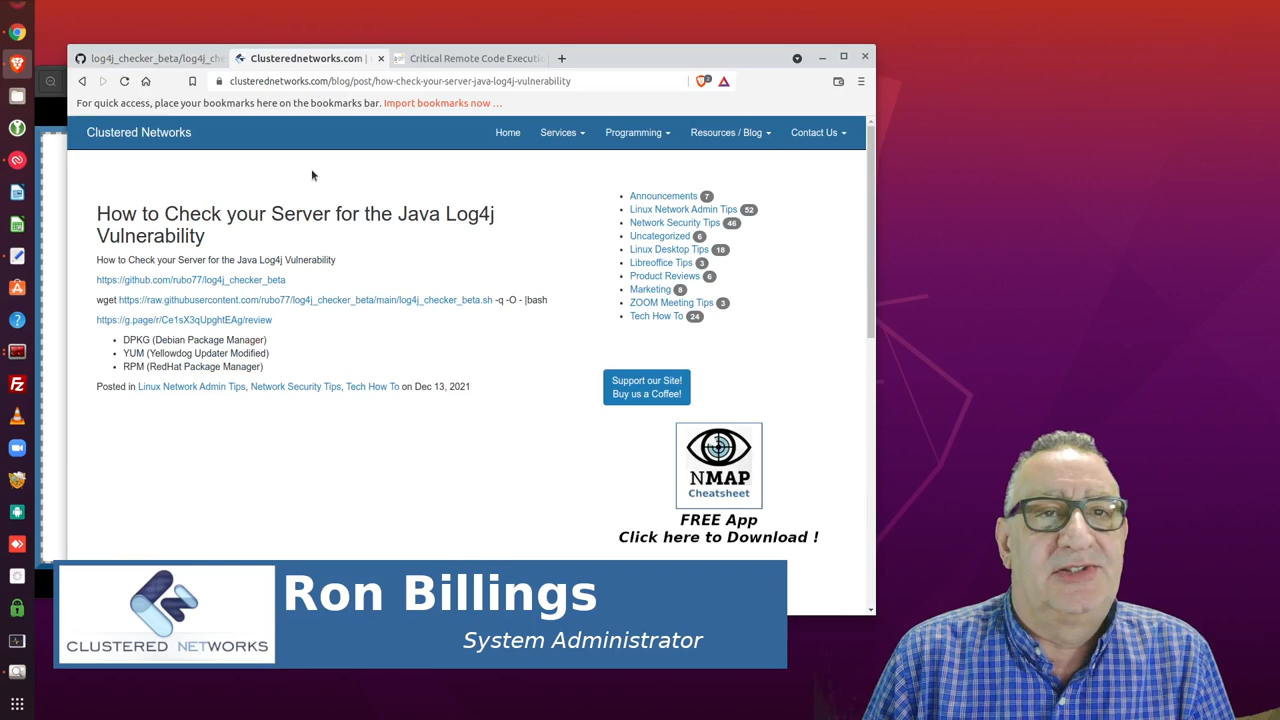 log4j_checker_beta/log4j_che
Clusterednetworks.com |
Critical Remote Code Executio
clusterednetworks.com/blog/post/how-check-your-server-java-log4j-vulnerability
2
For quick access, place your bookmarks here on the bookmarks bar. Import bookmarks now …
Clustered Networks
Home
Services
Programming
Resources / Blog
Contact Us
How to Check your Server for the Java Log4j
Vulnerability
How to Check your Server for the Java Log4j Vulnerability
https://github.com/rubo77/log4j_checker_beta
wget https://raw.githubusercontent.com/rubo77/log4j_checker_beta/main/log4j_checker_beta.sh -q -O - |bash
https://g.page/r/Ce1sX3qUpghtEAg/review
• DPKG (Debian Package Manager)
• YUM (Yellowdog Updater Modified)
• RPM (RedHat Package Manager)
Posted in Linux Network Admin Tips, Network Security Tips, Tech How To on Dec 13, 2021
• Announcements 7
• Linux Network Admin Tips 52
• Network Security Tips 46
• Uncategorized 6
• Linux Desktop Tips 18
• Libreoffice Tips 3
• Product Reviews 6
• Marketing 8
• ZOOM Meeting Tips 3
• Tech How To 24
Support our Site!
Buy us a Coffee!
NMAP
Cheatsheet
FREE App
Click here to Download !
Ron Billings
System Administrator
CLUSTERED NETWORKS